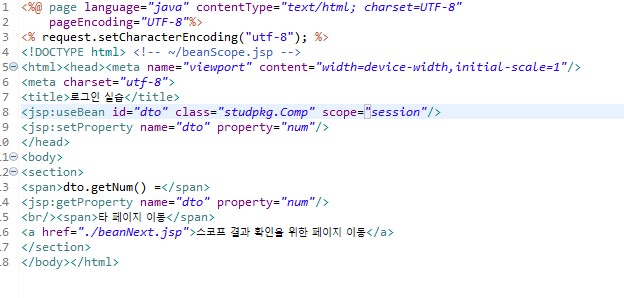 1 <%@ page language="java" contentType="text/html; charset=UTF-8"
2 pageEncoding="UTF-8"%>
3 <% request.setCharacterEncoding("utf-8"); %>
4 <!DOCTYPE html> <!-- ~/beanScope.jsp -->
5 <html><head><meta name="viewport" content="width=device-width,initial-scale=1"/>
6 <meta charset="utf-8">
7 <title>로그인 실습</title>
8 <jsp:useBean id="dto" class="studpkg.Comp" scope="session"/>
9 <jsp:setProperty name="dto" property="num"/>
10 </head>
11 <body>
12 <section>
13 <span>dto.getNum() =</span>
14 <jsp:getProperty name="dto" property="num"/>
15 <br/><span>타 페이지 이동</span>
16 <a href="./beanNext.jsp">스코프 결과 확인을 위한 페이지 이동</a>
17 </section>
18 </body></html>